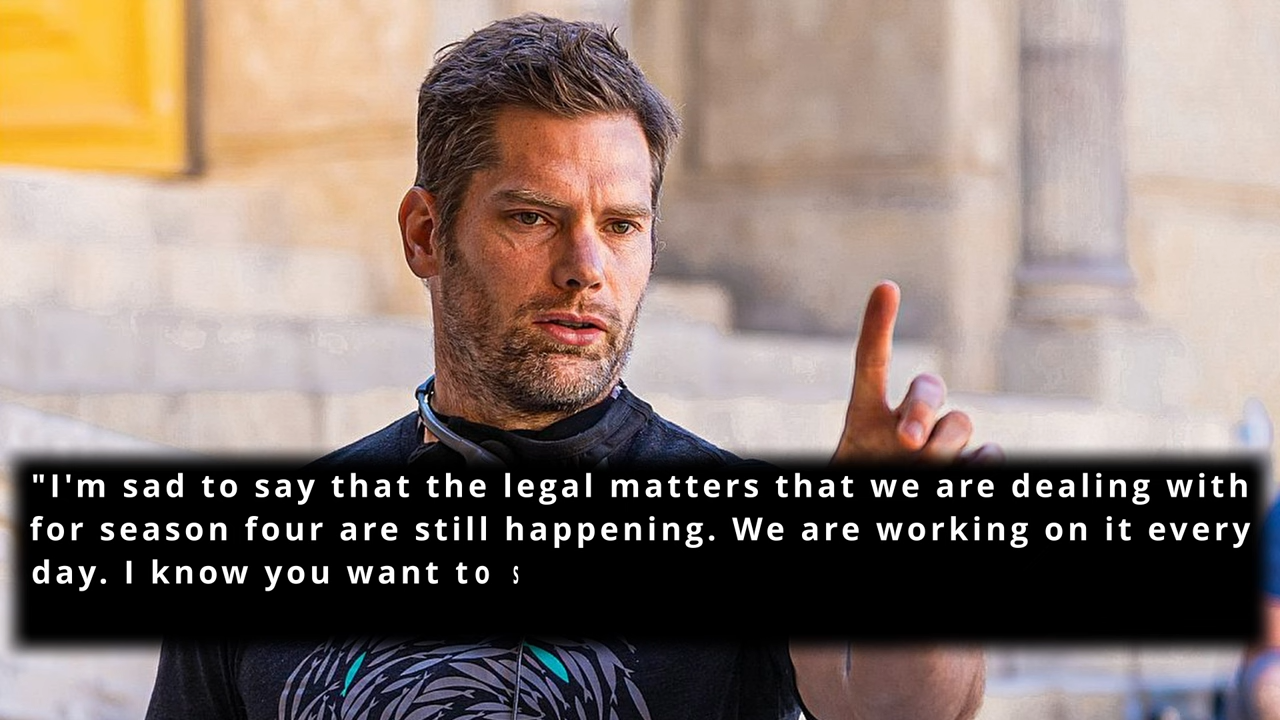 "I'm sad to say that the legal matters that we are dealing with
for season four are still happening. We are working on it every
day. I know you want to s